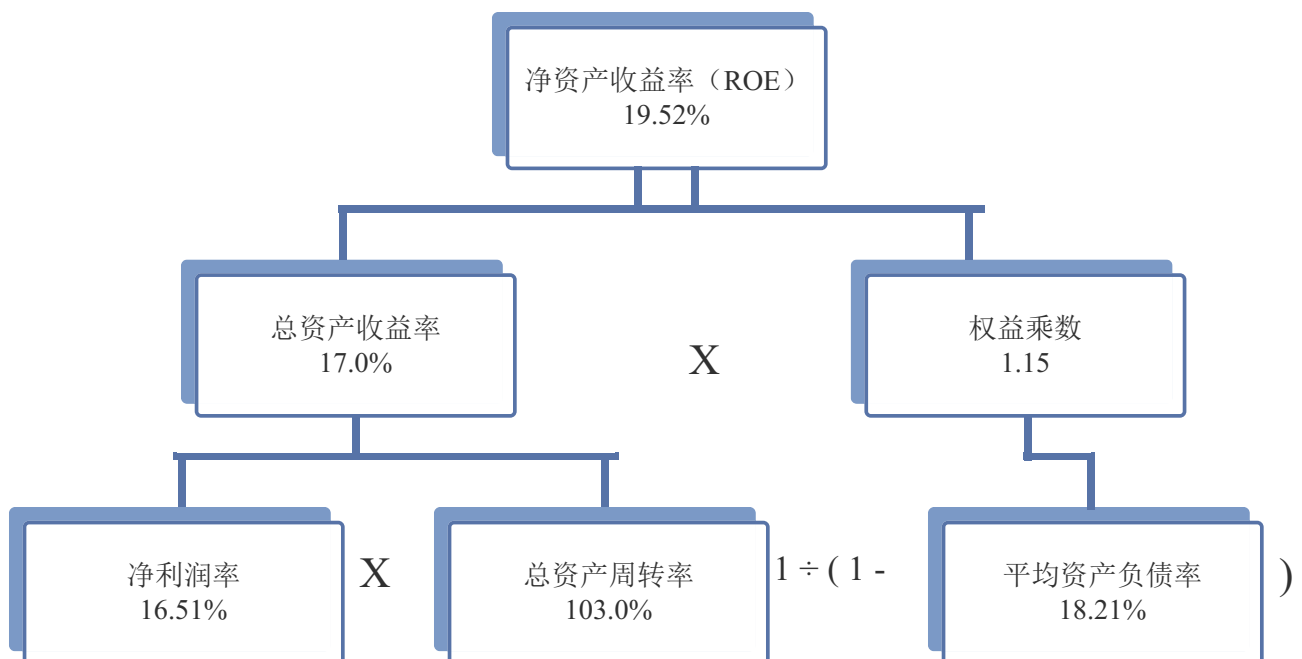 净资产收益率（ROE）
19.52%
总资产收益率
17.0%
X
权益乘数
1.15
净利润率
16.51%
X
总资产周转率
103.0%
1 ÷ ( 1 -
平均资产负债率
18.21%
)